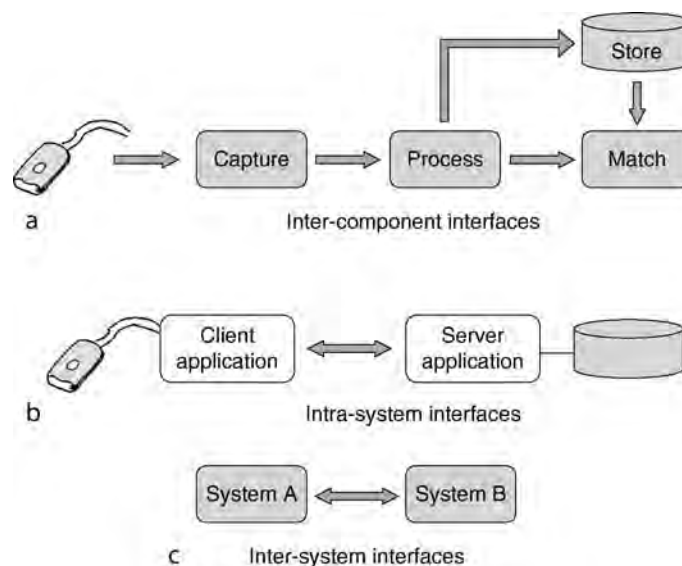 Store
Capture
Process
Match
a
Inter-component interfaces
Client
application
Server
application
b
Intra-system interfaces
System A
System B
c
Inter-system interfaces